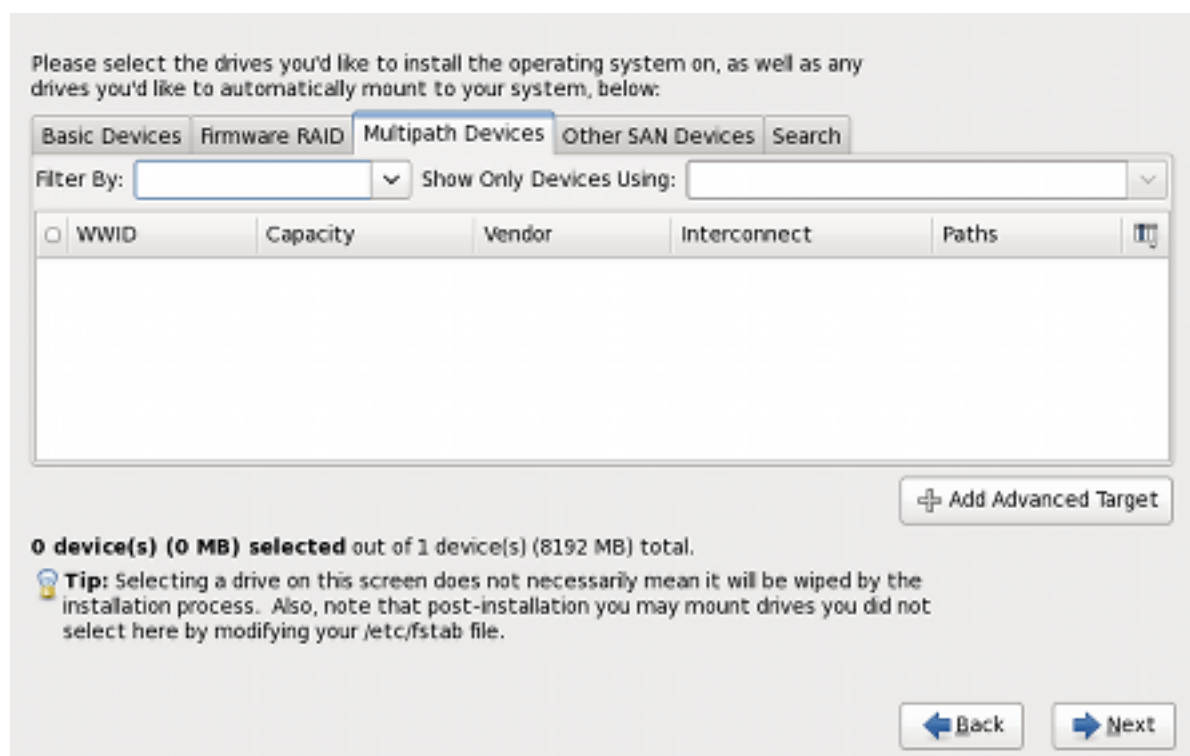 Please select the drives you'd like to install the operating system on, as well as any
drives you'd like to automatically mount to your system, below:
Basic Devices Firmware RAID Multipath Devices Other SAN Devices Search
Filter By: Show Only Devices Using:
WWID Capacity Vendor Interconnect Paths
Add Advanced Target
0 device(s) (0 MB) selected out of 1 device(s) (8192 MB) total.
Tip: Selecting a drive on this screen does not necessarily mean it will be wiped by the
installation process.  Also, note that post-installation you may mount drives you did not
select here by modifying your /etc/fstab file.
Back Next